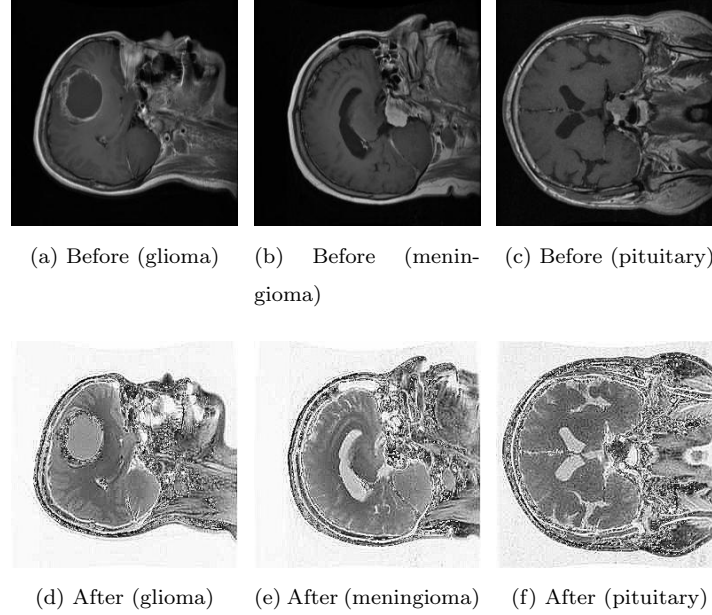 (a) Before (glioma)
(b) Before (menin-
gioma)
(c) Before (pituitary)
(d) After (glioma)
(e) After (meningioma)
(f) After (pituitary)